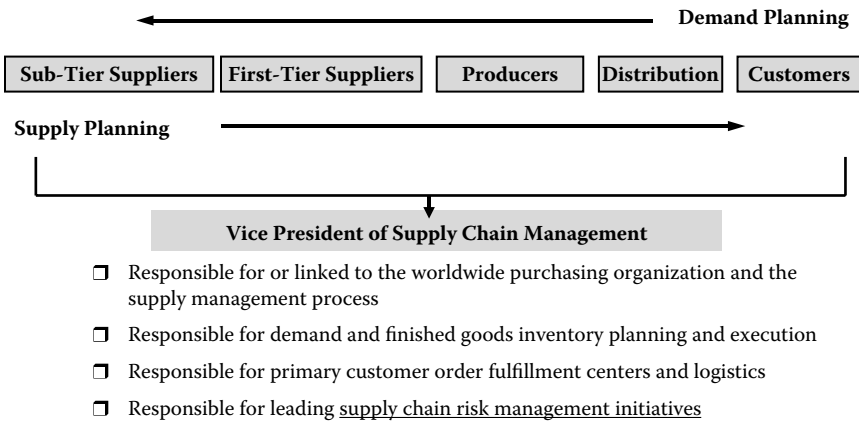 Demand Planning
Sub-Tier Suppliers First-Tier Suppliers Producers Distribution Customers
Supply Planning
Vice President of Supply Chain Management
❒ Responsible for or linked to the worldwide purchasing organization and the
supply management process
❒ Responsible for demand and finished goods inventory planning and execution
❒ Responsible for primary customer order fulfillment centers and logistics
❒ Responsible for leading supply chain risk management initiatives